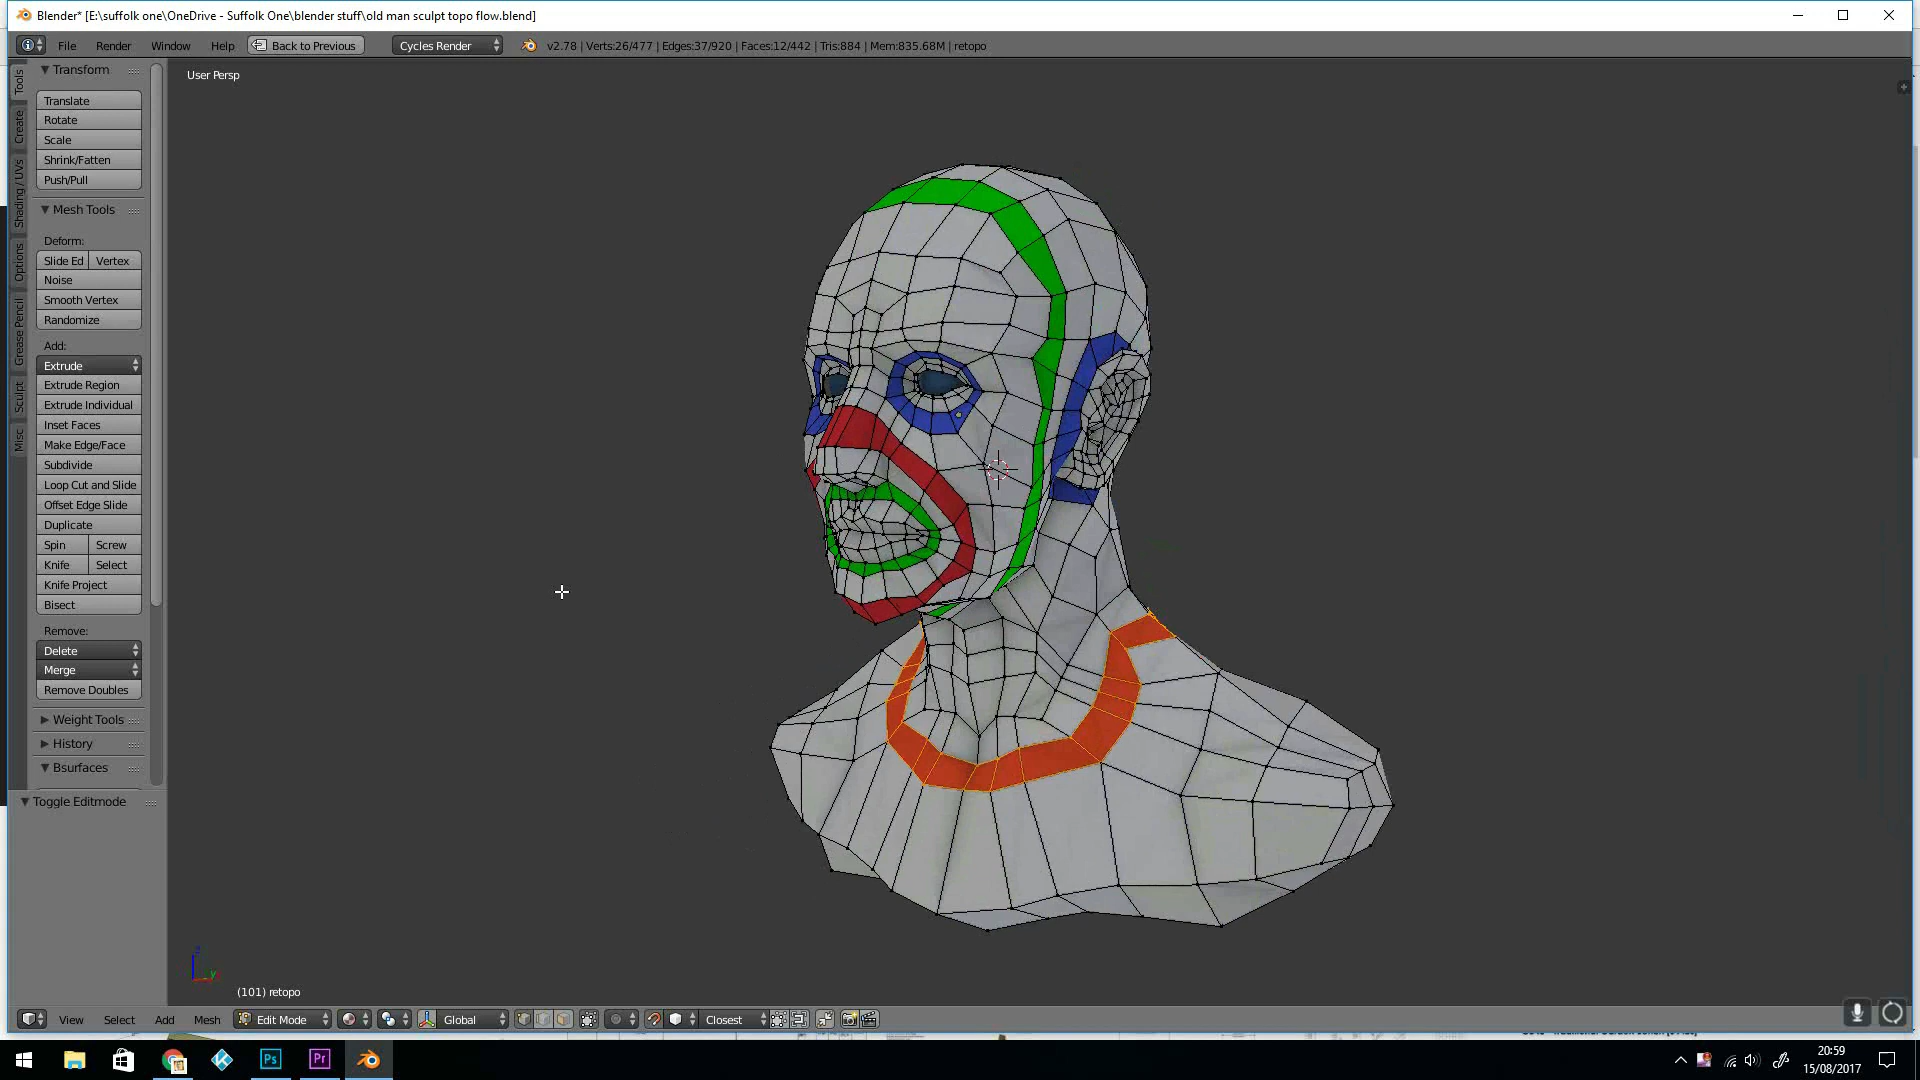 Blender* [E:\suffolk one\OneDrive - Suffolk One\blender stuff\old man sculpt topo flow.blend]
File Render Window Help Back to Previous Cycles Render v2.78 | Verts:26/477 | Edges:37/920 | Faces:12/442 | Tris:884 | Mem:835.68M | retopo
Tools
Create
Shading / UVs
Options
Grease Pencil
Sculpt
Misc
Transform
Translate
Rotate
Scale
Shrink/Fatten
Push/Pull
Mesh Tools
Deform:
Slide Ed Vertex
Noise
Smooth Vertex
Randomize
Add:
Extrude
Extrude Region
Extrude Individual
Inset Faces
Make Edge/Face
Subdivide
Loop Cut and Slide
Offset Edge Slide
Duplicate
Spin Screw
Knife Select
Knife Project
Bisect
Remove:
Delete
Merge
Remove Doubles
Weight Tools
History
Bsurfaces
Toggle Editmode
User Persp
z
y
(101) retopo
View Select Add Mesh Edit Mode Global Closest
Ps Pr
20:59
15/08/2017